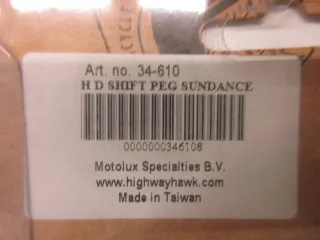 Art. no. 34-610
H D SHIFT PEG SUNDANCE
0000000346108
Motolux Specialties B.V.
www.highwayhawk.com
Made in Taiwan